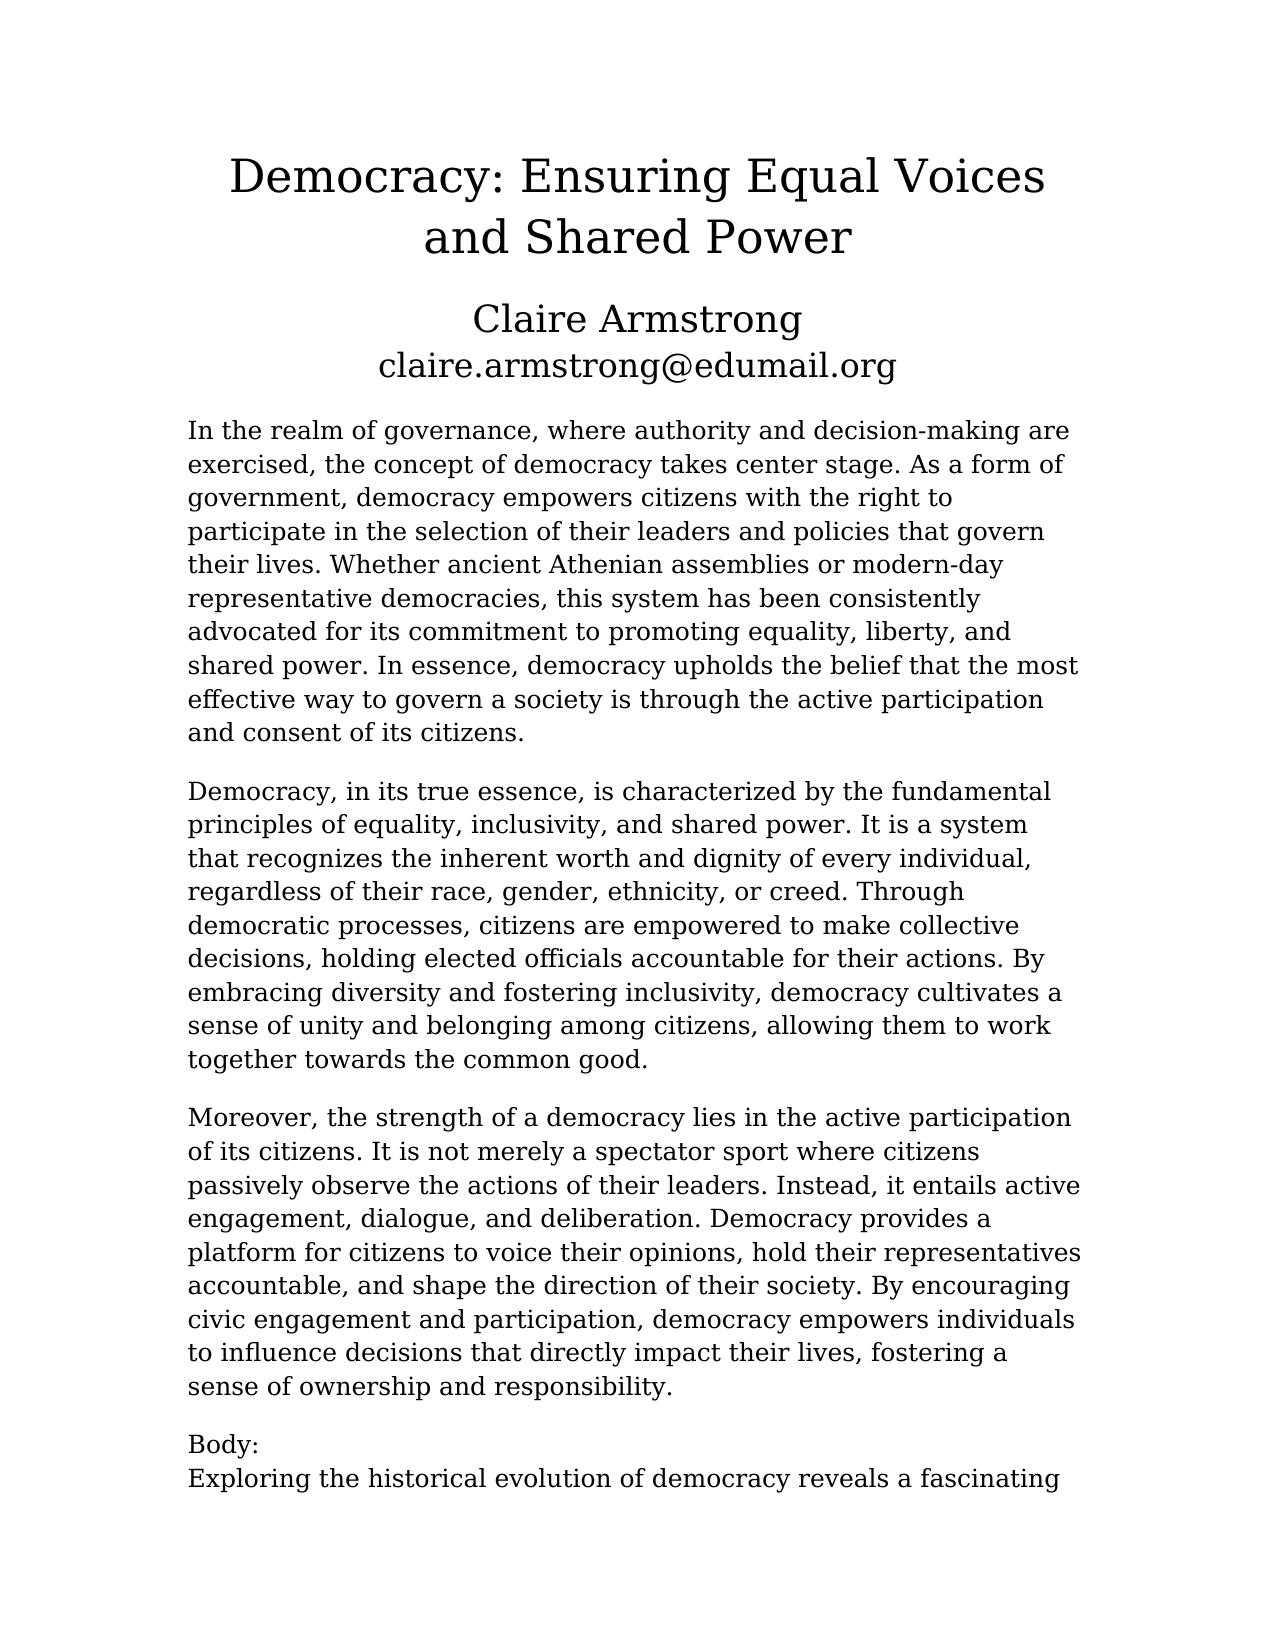 Democracy: Ensuring Equal Voices
and Shared Power
Claire Armstrong
claire.armstrong@edumail.org
In the realm of governance, where authority and decision-making are
exercised, the concept of democracy takes center stage. As a form of
government, democracy empowers citizens with the right to
participate in the selection of their leaders and policies that govern
their lives. Whether ancient Athenian assemblies or modern-day
representative democracies, this system has been consistently
advocated for its commitment to promoting equality, liberty, and
shared power. In essence, democracy upholds the belief that the most
effective way to govern a society is through the active participation
and consent of its citizens.
Democracy, in its true essence, is characterized by the fundamental
principles of equality, inclusivity, and shared power. It is a system
that recognizes the inherent worth and dignity of every individual,
regardless of their race, gender, ethnicity, or creed. Through
democratic processes, citizens are empowered to make collective
decisions, holding elected officials accountable for their actions. By
embracing diversity and fostering inclusivity, democracy cultivates a
sense of unity and belonging among citizens, allowing them to work
together towards the common good.
Moreover, the strength of a democracy lies in the active participation
of its citizens. It is not merely a spectator sport where citizens
passively observe the actions of their leaders. Instead, it entails active
engagement, dialogue, and deliberation. Democracy provides a
platform for citizens to voice their opinions, hold their representatives
accountable, and shape the direction of their society. By encouraging
civic engagement and participation, democracy empowers individuals
to influence decisions that directly impact their lives, fostering a
sense of ownership and responsibility.
Body:
Exploring the historical evolution of democracy reveals a fascinating